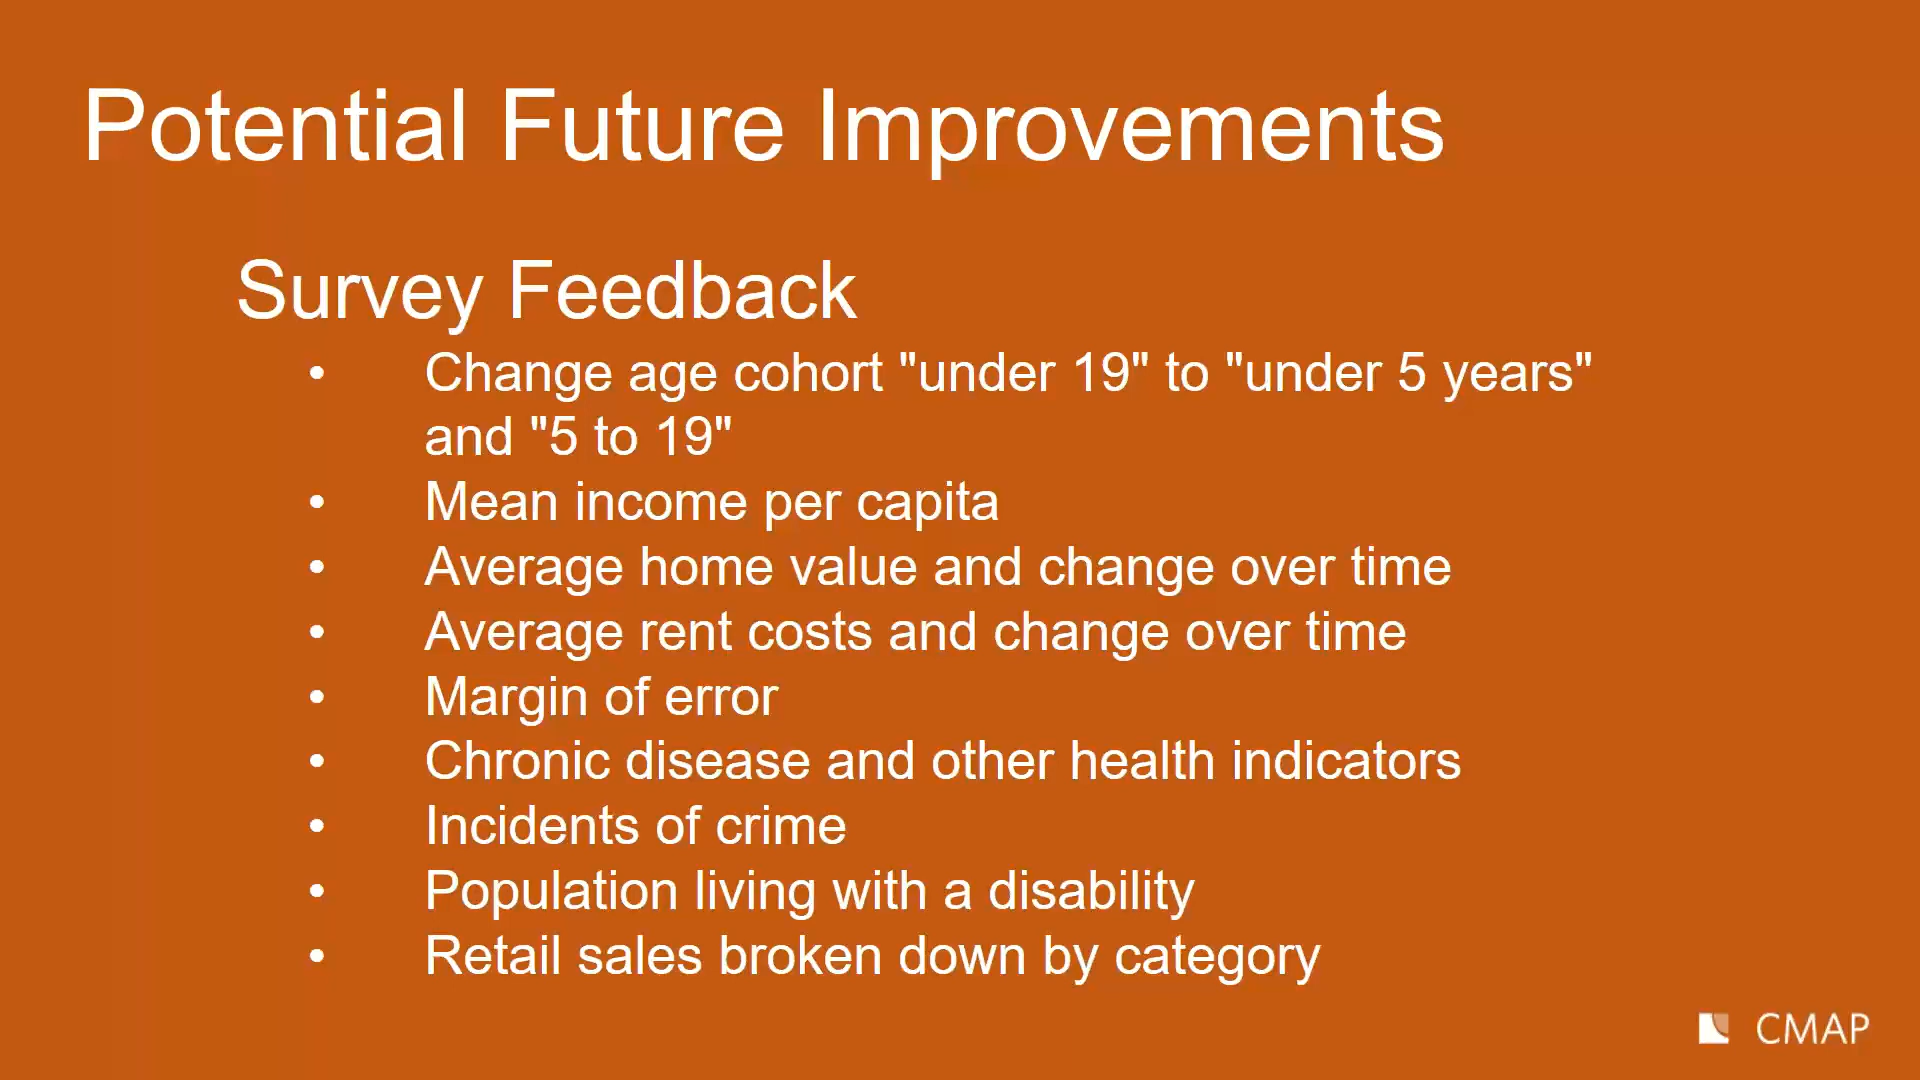 Potential Future Improvements
Survey Feedback
• Change age cohort "under 19" to "under 5 years"
and "5 to 19"
• Mean income per capita
• Average home value and change over time
• Average rent costs and change over time
• Margin of error
• Chronic disease and other health indicators
• Incidents of crime
• Population living with a disability
• Retail sales broken down by category
CMAP